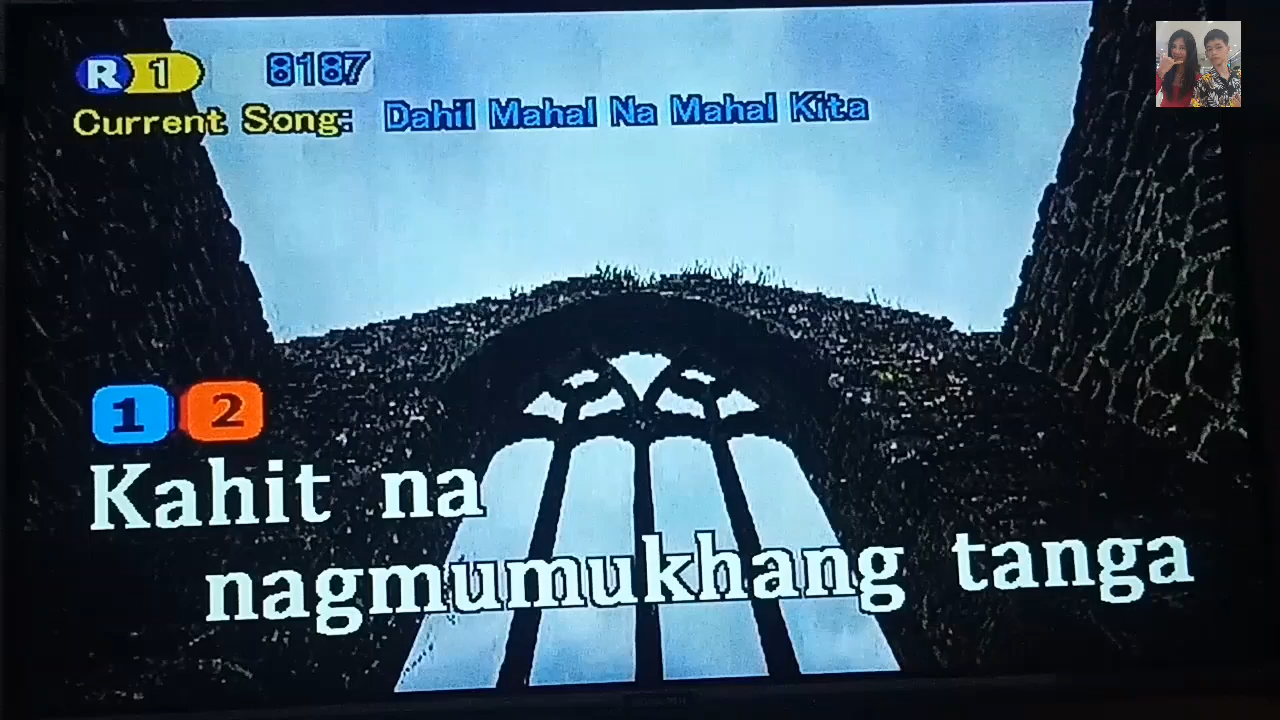 R 1 8187
Current Song: Dahil Mahal Na Mahal Kita
1 2
Kahit na
nagmumukhang tanga